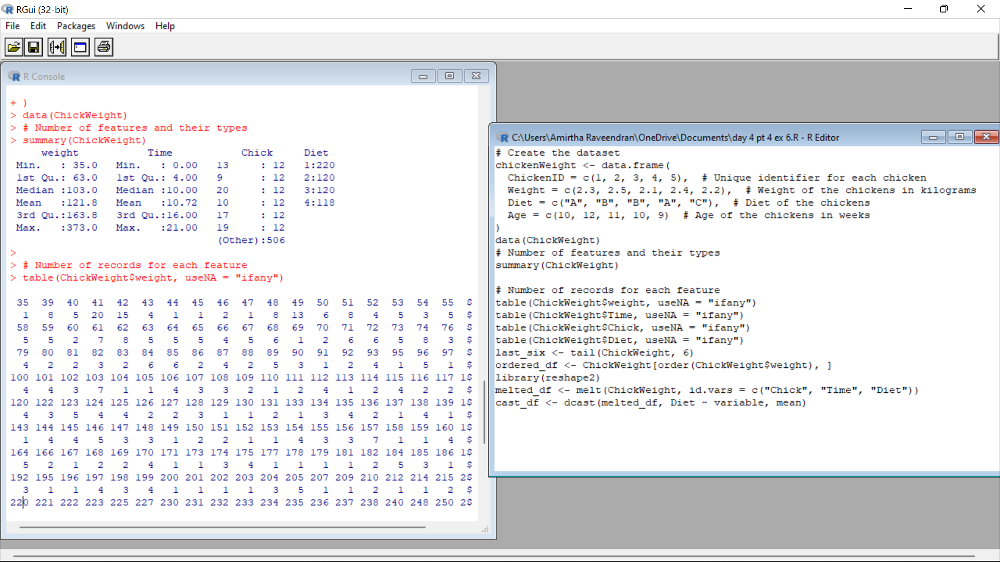 RGui (32-bit)
File Edit Packages Windows Help
R Console
+ )
> data(ChickWeight)
> # Number of features and their types
> summary(ChickWeight)
weight Time Chick Diet
Min. : 35.0 Min. : 0.00 13 : 12 1:220
1st Qu.: 63.0 1st Qu.: 4.00 9 : 12 2:120
Median :103.0 Median :10.00 20 : 12 3:120
Mean :121.8 Mean :10.72 10 : 12 4:118
3rd Qu.:163.8 3rd Qu.:16.00 17 : 12
Max. :373.0 Max. :21.00 19 : 12
(Other):506
>
> # Number of records for each feature
> table(ChickWeight$weight, useNA = "ifany")
35 39 40 41 42 43 44 45 46 47 48 49 50 51 52 53 54 55 $
1 8 5 20 15 4 1 1 2 1 8 13 6 8 4 5 3 5 $
58 59 60 61 62 63 64 65 66 67 68 69 70 71 72 73 74 76 $
5 5 2 7 8 5 5 5 4 5 6 1 2 6 6 5 8 3 $
79 80 81 82 83 84 85 86 87 88 89 90 91 92 93 95 96 97 $
4 2 2 3 2 6 6 2 4 2 5 3 1 2 4 1 5 1 $
100 101 102 103 104 105 106 107 108 109 110 111 112 113 114 115 116 117 1$
4 4 3 7 1 1 4 3 3 2 1 2 4 1 2 4 2 2 $
120 122 123 124 125 126 127 128 129 130 131 133 134 135 136 137 138 139 1$
4 3 5 4 4 2 2 3 1 1 2 1 3 4 2 1 4 1 $
143 144 145 146 147 148 149 150 151 152 153 154 155 156 157 158 159 160 1$
1 4 4 5 3 3 1 2 2 1 1 4 3 3 7 1 1 4 $
164 166 167 168 169 170 171 173 174 175 177 178 179 181 182 184 185 186 1$
5 2 1 2 2 4 1 1 3 4 1 1 1 1 2 5 3 1 $
192 195 196 197 198 199 200 201 202 203 204 205 207 209 210 212 214 215 2$
3 1 1 4 3 4 1 1 1 1 3 5 1 1 2 1 1 2 $
220 221 222 223 225 227 230 231 232 233 234 235 236 237 238 240 248 250 2$
C:\Users\Amirtha Raveendran\OneDrive\Documents\day 4 pt 4 ex 6.R - R Editor
# Create the dataset
chickenWeight <- data.frame(
ChickenID = c(1, 2, 3, 4, 5), # Unique identifier for each chicken
Weight = c(2.3, 2.5, 2.1, 2.4, 2.2), # Weight of the chickens in kilograms
Diet = c("A", "B", "B", "A", "C"), # Diet of the chickens
Age = c(10, 12, 11, 10, 9) # Age of the chickens in weeks
)
data(ChickWeight)
# Number of features and their types
summary(ChickWeight)
# Number of records for each feature
table(ChickWeight$weight, useNA = "ifany")
table(ChickWeight$Time, useNA = "ifany")
table(ChickWeight$Chick, useNA = "ifany")
table(ChickWeight$Diet, useNA = "ifany")
last_six <- tail(ChickWeight, 6)
ordered_df <- ChickWeight[order(ChickWeight$weight), ]
library(reshape2)
melted_df <- melt(ChickWeight, id.vars = c("Chick", "Time", "Diet"))
cast_df <- dcast(melted_df, Diet ~ variable, mean)